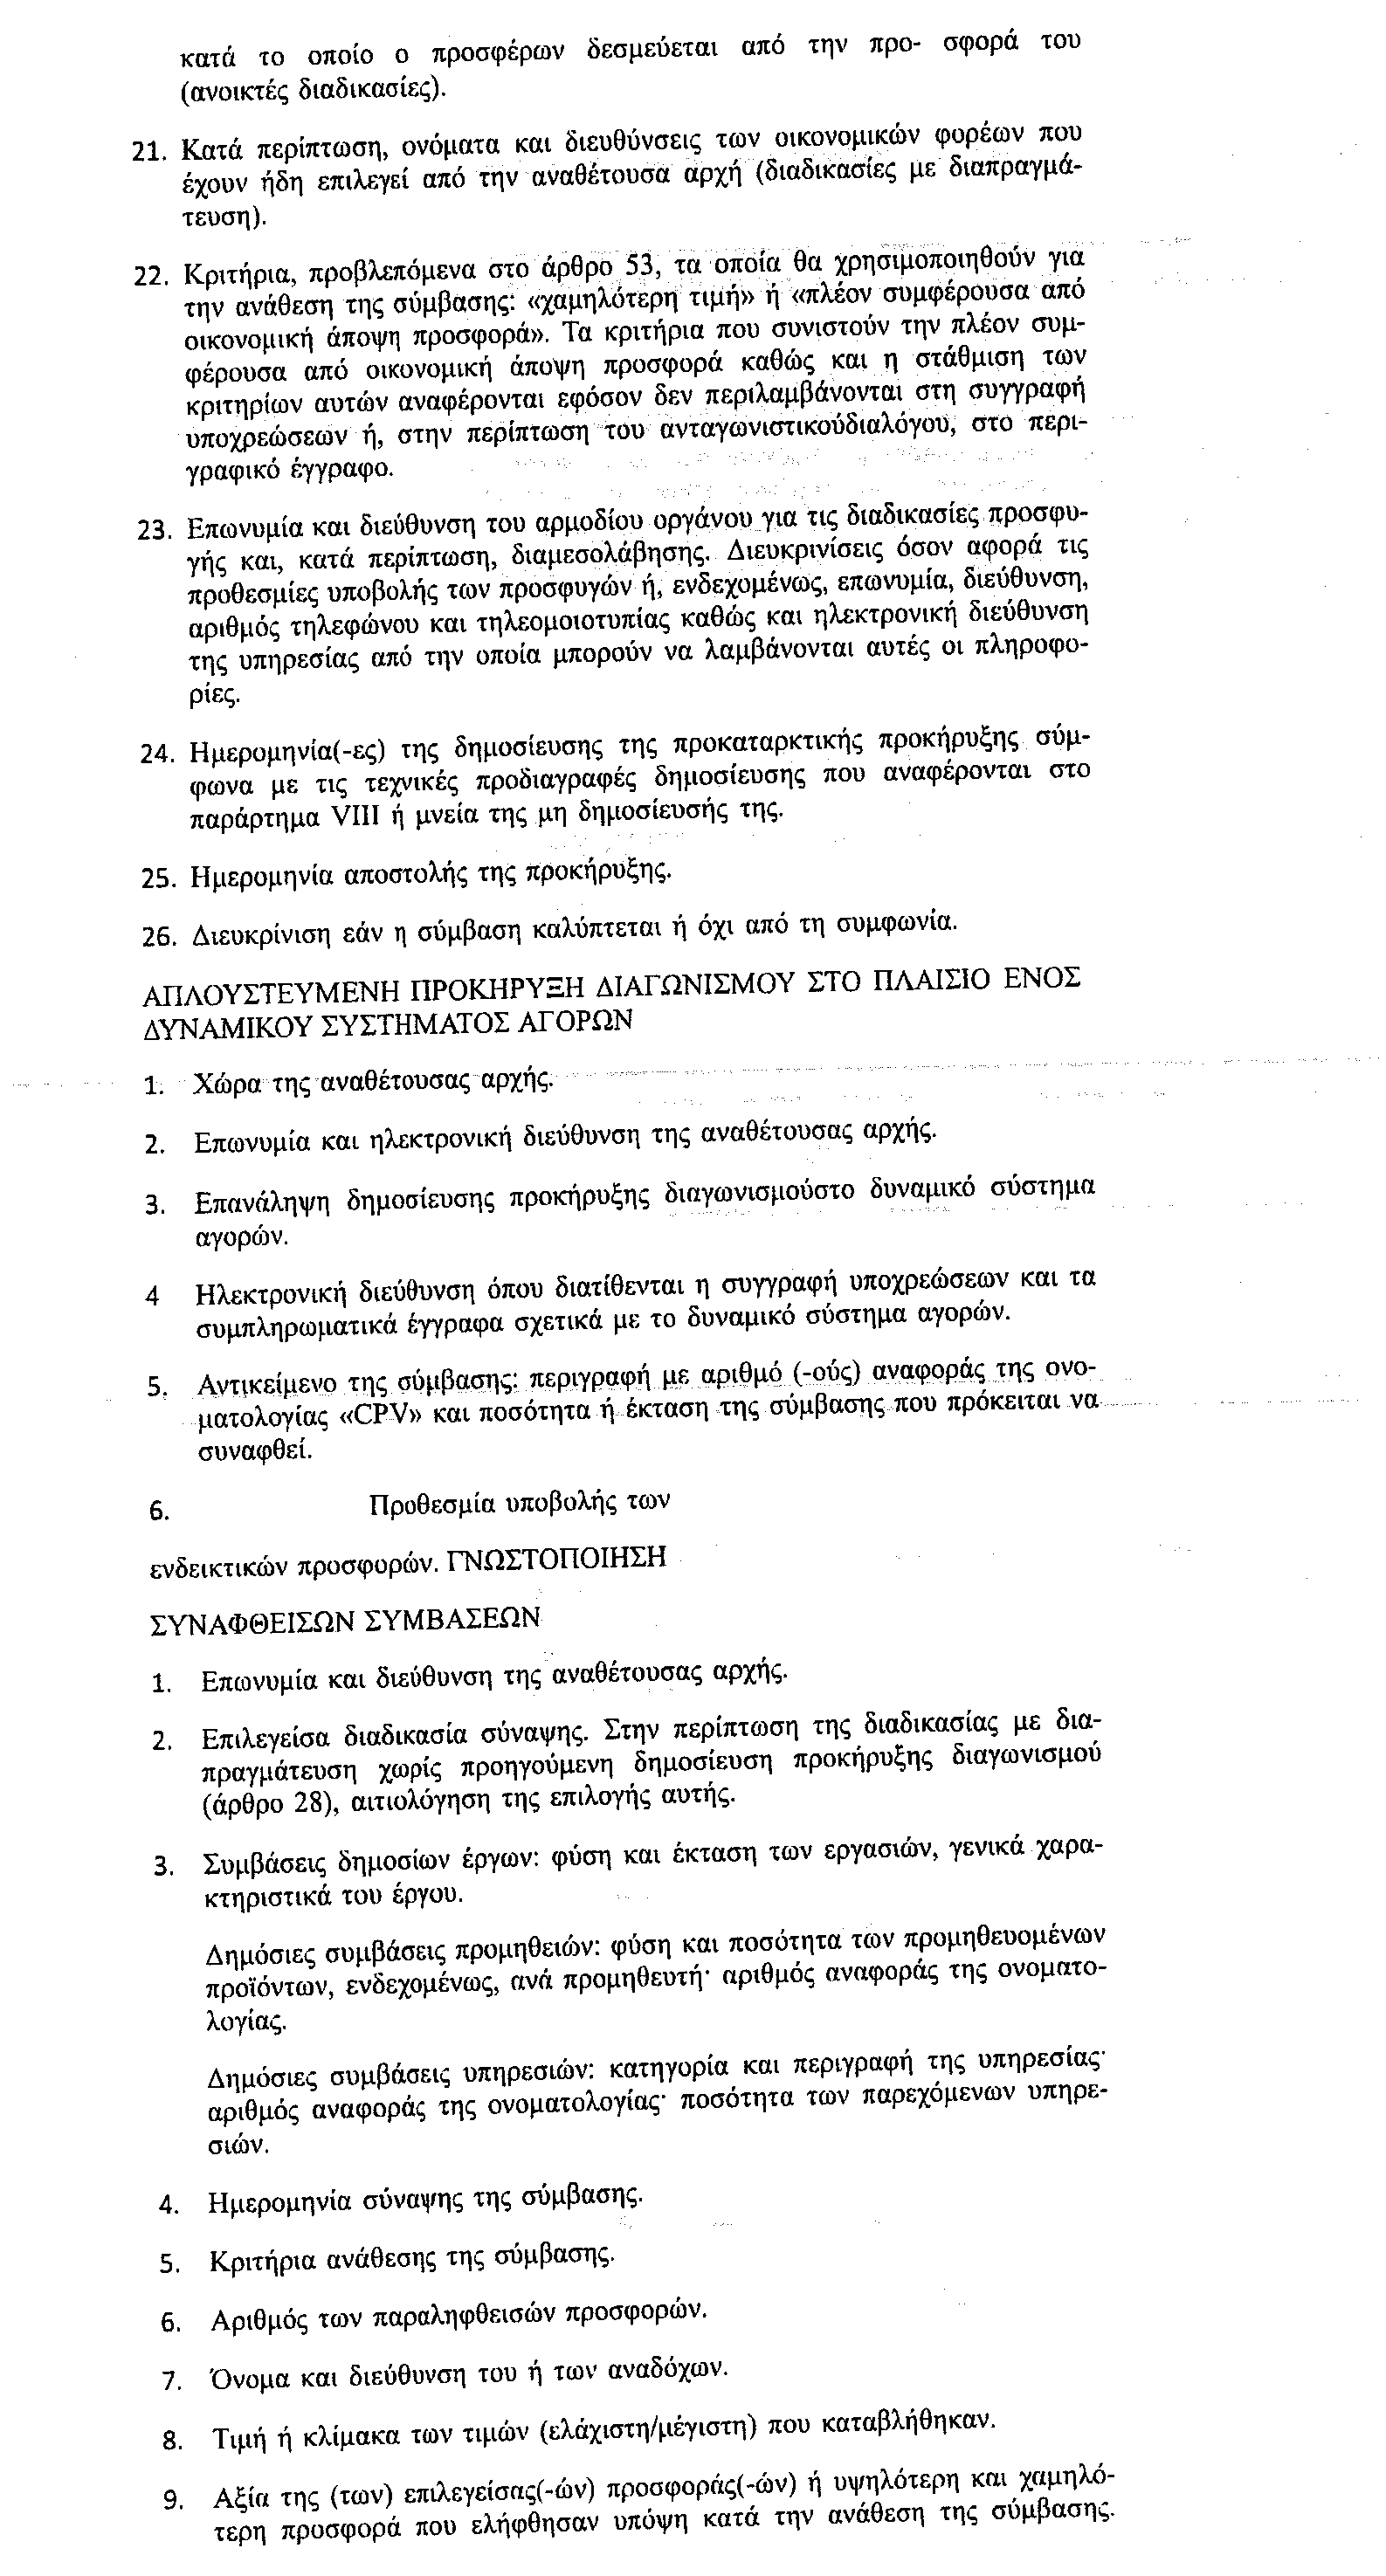 κατά το οποίο ο προσφέρων δεσμεύεται από την προ- σφορά του
(ανοικτές διαδικασίες).
21. Κατά περίπτωση, ονόματα και διευθύνσεις των οικονομικών φορέων που
έχουν ήδη επιλεγεί από την αναθέτουσα αρχή (διαδικασίες με διαπραγμά-
τευση).
22. Κριτήρια, προβλεπόμενα στο άρθρο 53, τα οποία θα χρησιμοποιηθούν για
την ανάθεση της σύμβασης: «χαμηλότερη τιμή» ή «πλέον συμφέρουσα από
οικονομική άποψη προσφορά». Τα κριτήρια που συνιστούν την πλέον συμ-
φέρουσα από οικονομική άποψη προσφορά καθώς και η στάθμιση των
κριτηρίων αυτών αναφέρονται εφόσον δεν περιλαμβάνονται στη συγγραφή
υποχρεώσεων ή, στην περίπτωση του ανταγωνιστικούδιαλόγου, στο περι-
γραφικό έγγραφο.
23. Επωνυμία και διεύθυνση του αρμοδίου οργάνου για τις διαδικασίες προσφυ-
γής και, κατά περίπτωση, διαμεσολάβησης. Διευκρινίσεις όσον αφορά τις
προθεσμίες υποβολής των προσφυγών ή, ενδεχομένως, επωνυμία, διεύθυνση,
αριθμός τηλεφώνου και τηλεομοιοτυπίας καθώς και ηλεκτρονική διεύθυνση
της υπηρεσίας από την οποία μπορούν να λαμβάνονται αυτές οι πληροφο-
ρίες.
24. Ημερομηνία(-ες) της δημοσίευσης της προκαταρκτικής προκήρυξης σύμ-
φωνα με τις τεχνικές προδιαγραφές δημοσίευσης που αναφέρονται στο
παράρτημα VIII ή μνεία της μη δημοσίευσής της.
25. Ημερομηνία αποστολής της προκήρυξης.
26. Διευκρίνιση εάν η σύμβαση καλύπτεται ή όχι από τη συμφωνία.
ΑΠΛΟΥΣΤΕΥΜΕΝΗ ΠΡΟΚΗΡΥΞΗ ΔΙΑΓΩΝΙΣΜΟΥ ΣΤΟ ΠΛΑΙΣΙΟ ΕΝΟΣ
ΔΥΝΑΜΙΚΟΥ ΣΥΣΤΗΜΑΤΟΣ ΑΓΟΡΩΝ
1. Χώρα της αναθέτουσας αρχής.
2. Επωνυμία και ηλεκτρονική διεύθυνση της αναθέτουσας αρχής.
3. Επανάληψη δημοσίευσης προκήρυξης διαγωνισμούστο δυναμικό σύστημα
αγορών.
4 Ηλεκτρονική διεύθυνση όπου διατίθενται η συγγραφή υποχρεώσεων και τα
συμπληρωματικά έγγραφα σχετικά με το δυναμικό σύστημα αγορών.
5. Αντικείμενο της σύμβασης: περιγραφή με αριθμό (-ούς) αναφοράς της ονο-
ματολογίας «CPV» και ποσότητα ή έκταση της σύμβασης που πρόκειται να
συναφθεί.
6. Προθεσμία υποβολής των
ενδεικτικών προσφορών. ΓΝΩΣΤΟΠΟΙΗΣΗ
ΣΥΝΑΦΘΕΙΣΩΝ ΣΥΜΒΑΣΕΩΝ
1. Επωνυμία και διεύθυνση της αναθέτουσας αρχής.
2. Επιλεγείσα διαδικασία σύναψης. Στην περίπτωση της διαδικασίας με δια-
πραγμάτευση χωρίς προηγούμενη δημοσίευση προκήρυξης διαγωνισμού
(άρθρο 28), αιτιολόγηση της επιλογής αυτής.
3. Συμβάσεις δημοσίων έργων: φύση και έκταση των εργασιών, γενικά χαρα-
κτηριστικά του έργου.
Δημόσιες συμβάσεις προμηθειών: φύση και ποσότητα των προμηθευομένων
προϊόντων, ενδεχομένως, ανά προμηθευτή· αριθμός αναφοράς της ονοματο-
λογίας.
Δημόσιες συμβάσεις υπηρεσιών: κατηγορία και περιγραφή της υπηρεσίας·
αριθμός αναφοράς της ονοματολογίας· ποσότητα των παρεχόμενων υπηρε-
σιών.
4. Ημερομηνία σύναψης της σύμβασης.
5. Κριτήρια ανάθεσης της σύμβασης.
6. Αριθμός των παραληφθεισών προσφορών.
7. Όνομα και διεύθυνση του ή των αναδόχων.
8. Τιμή ή κλίμακα των τιμών (ελάχιστη/μέγιστη) που καταβλήθηκαν.
9. Αξία της (των) επιλεγείσας(-ών) προσφοράς(-ών) ή υψηλότερη και χαμηλό-
τερη προσφορά που ελήφθησαν υπόψη κατά την ανάθεση της σύμβασης.